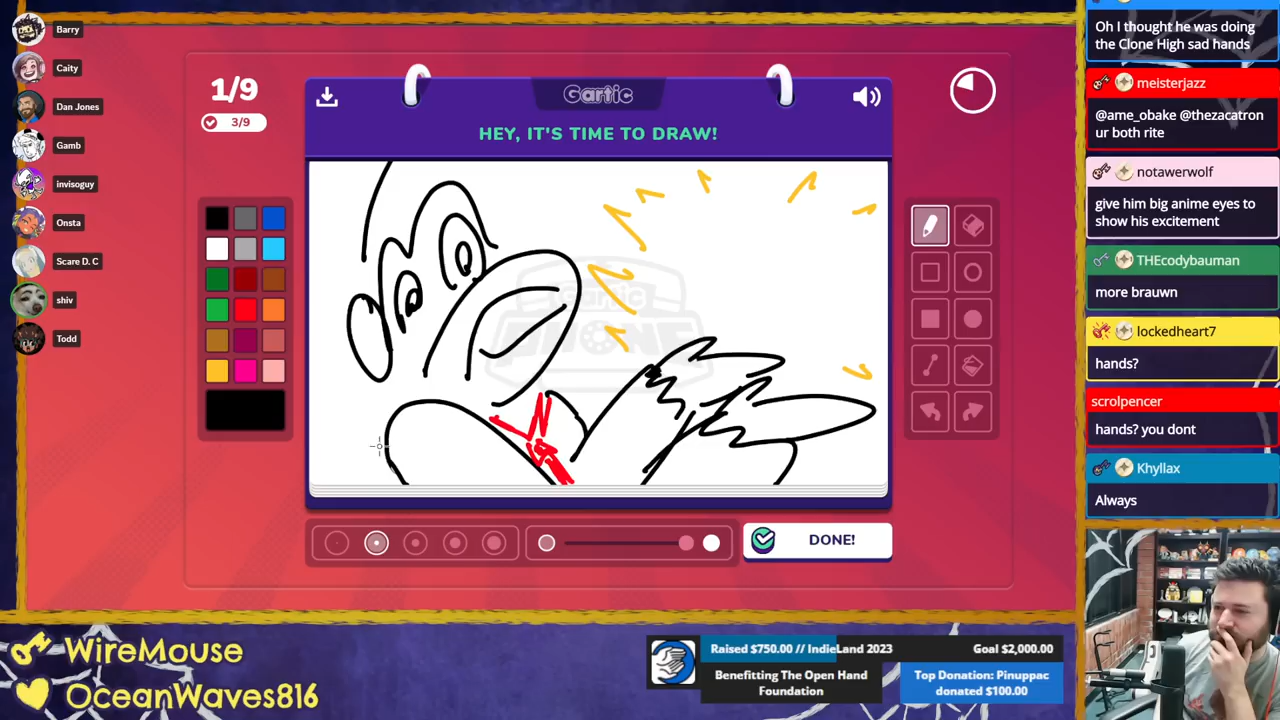 Barry
Caity
Dan Jones
Gamb
invisoguy
Onsta
Scare D. C
shiv
Todd
1/9
3/9
Gartic
HEY, IT'S TIME TO DRAW!
Gartic
PHONE
DONE!
Oh I thought he was doing
the Clone High sad hands
meisterjazz
@ame_obake @thezacatron
ur both rite
notawerwolf
give him big anime eyes to
show his excitement
THEcodybauman
more brauwn
lockedheart7
hands?
scrolpencer
hands? you dont
Khyllax
Always
WireMouse
OceanWaves816
Raised $750.00 // IndieLand 2023
Goal $2,000.00
Benefitting The Open Hand
Foundation
Top Donation: Pinuppac
donated $100.00